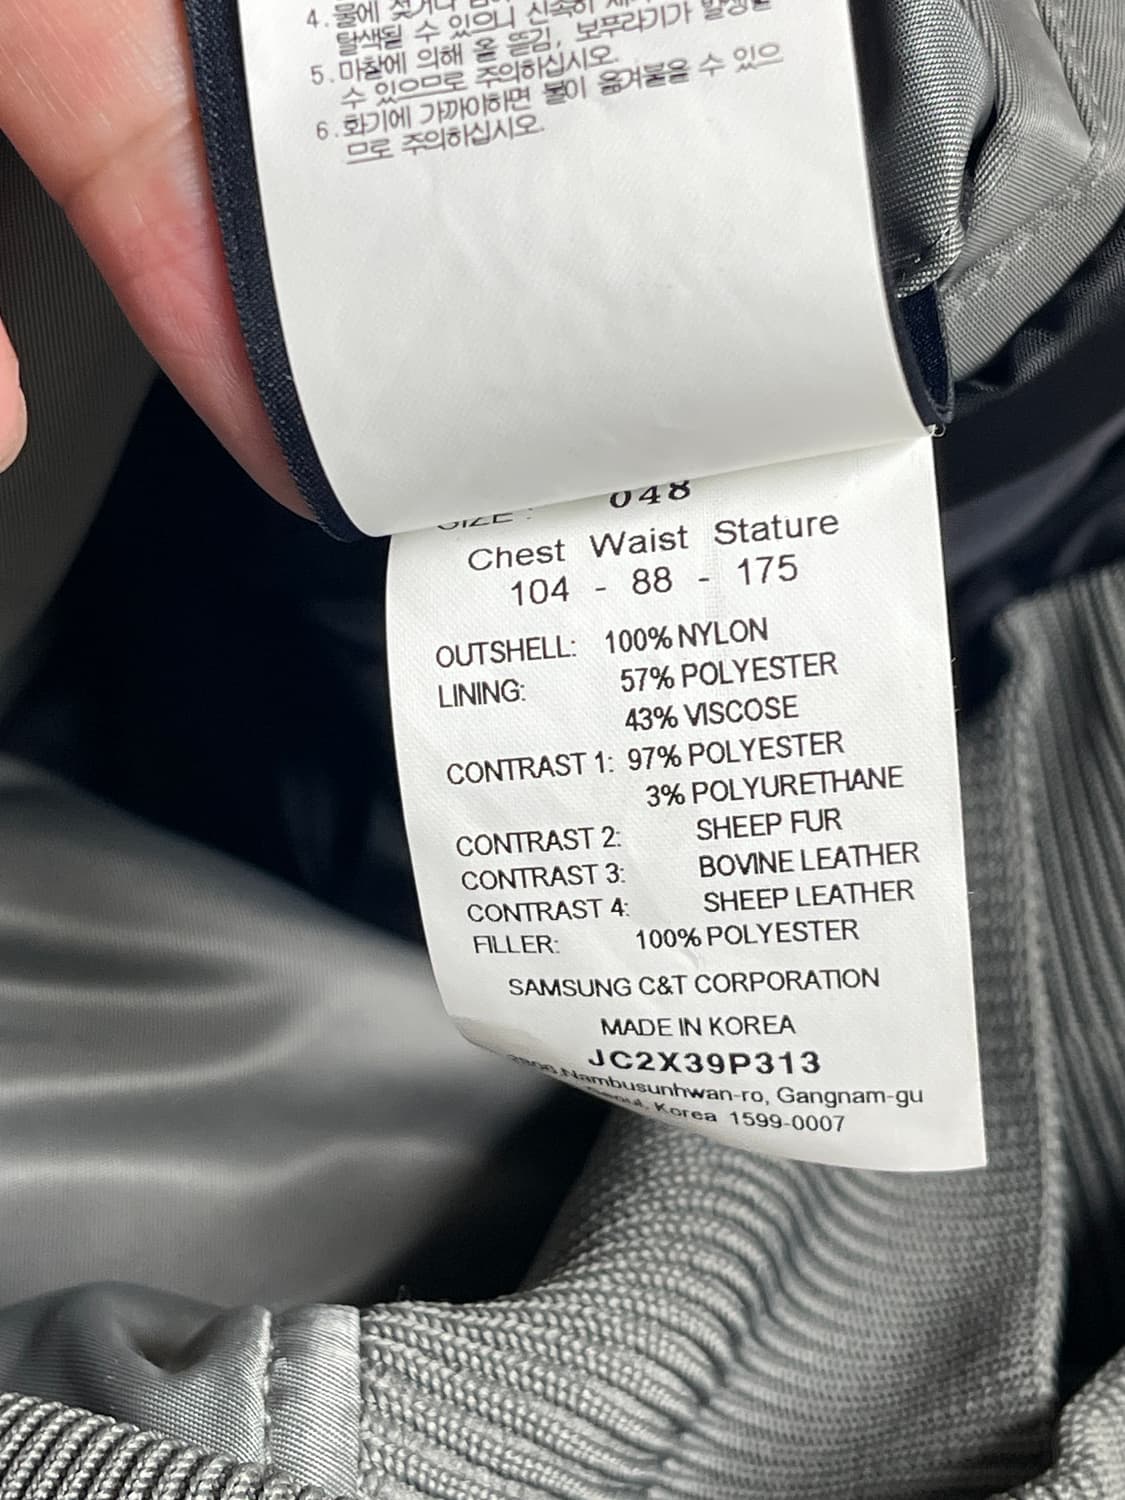 4. 물에 젖거나
탈색될 수 있으니 신속히
5. 마찰에 의해 올 뜯김, 보푸라기가 발생할
수 있으므로 주의하십시오.
6. 화기에 가까이하면 불이 옮겨붙을 수 있으
므로 주의하십시오.
SIZE : 048
Chest Waist Stature
104 - 88 - 175
OUTSHELL: 100% NYLON
LINING: 57% POLYESTER
43% VISCOSE
CONTRAST 1: 97% POLYESTER
3% POLYURETHANE
CONTRAST 2: SHEEP FUR
CONTRAST 3: BOVINE LEATHER
CONTRAST 4: SHEEP LEATHER
FILLER: 100% POLYESTER
SAMSUNG C&T CORPORATION
MADE IN KOREA
JC2X39P313
Nambusunhwan-ro, Gangnam-gu
Seoul, Korea 1599-0007